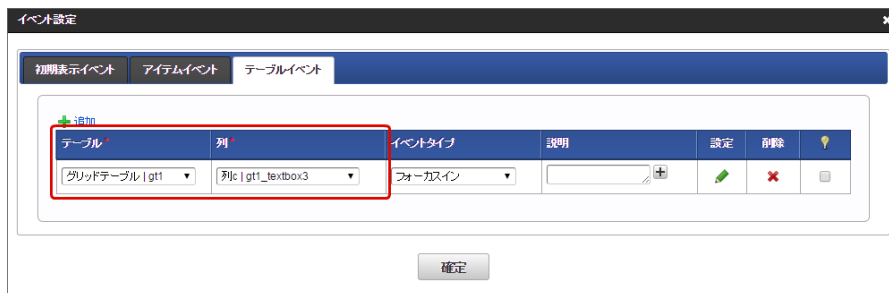 イベント設定
初期表示イベント アイテムイベント テーブルイベント
追加
テーブル* 列* イベントタイプ 説明 設定 削除
グリッドテーブル | gt1 列c | gt1_textbox3 フォーカスイン
確定